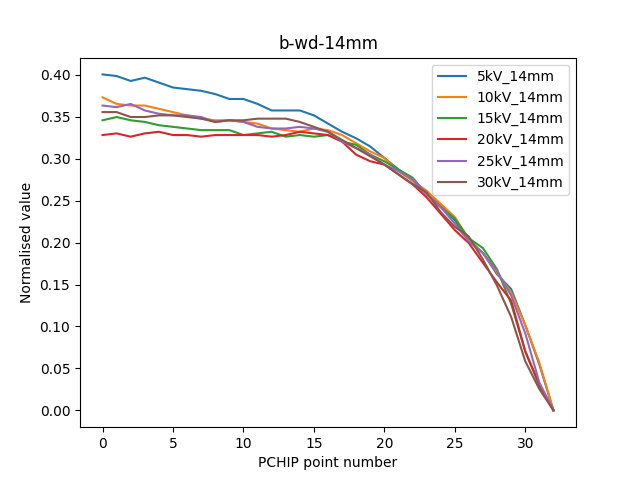 b-wd-14mm
Normalised value
0.40
0.35
0.30
0.25
0.20
0.15
0.10
0.05
0.00
5kV_14mm
10kV_14mm
15kV_14mm
20kV_14mm
25kV_14mm
30kV_14mm
0 5 10 15 20 25 30
PCHIP point number